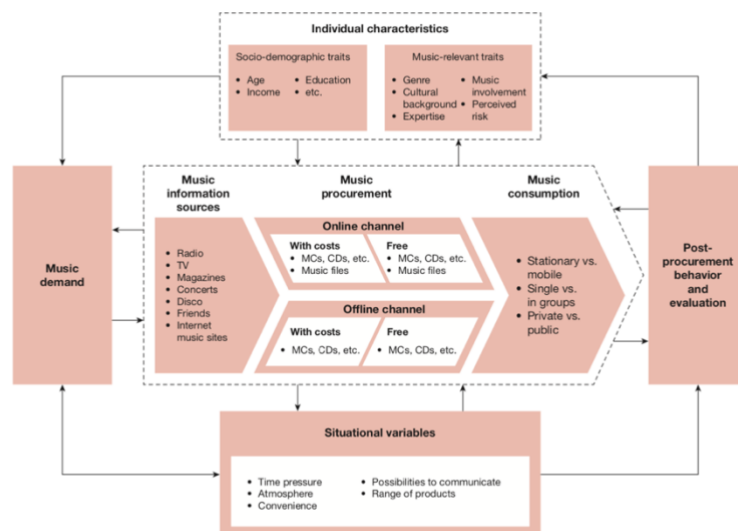 Individual characteristics
Socio-demographic traits
• Age
• Income
• Education
etc.
Music-relevant traits
• Genre
• Cultural
background
• Expertise
• Music
involvement
• Perceived
risk
Music
demand
Music
information
sources
• Radio
• TV
• Magazines
• Concerts
• Disco
• Friends
• Internet
music sites
Music
procurement
Online channel
With costs
• MCs, CDs, etc.
• Music files
Free
• MCs, CDs, etc.
• Music files
Offline channel
With costs
• MCs, CDs, etc.
Free
• MCs, CDs, etc.
Music
consumption
• Stationary vs.
mobile
• Single vs.
in groups
• Private vs.
public
Post-
procurement
behavior
and
evaluation
Situational variables
• Time pressure
• Atmosphere
• Convenience
• Possibilities to communicate
• Range of products